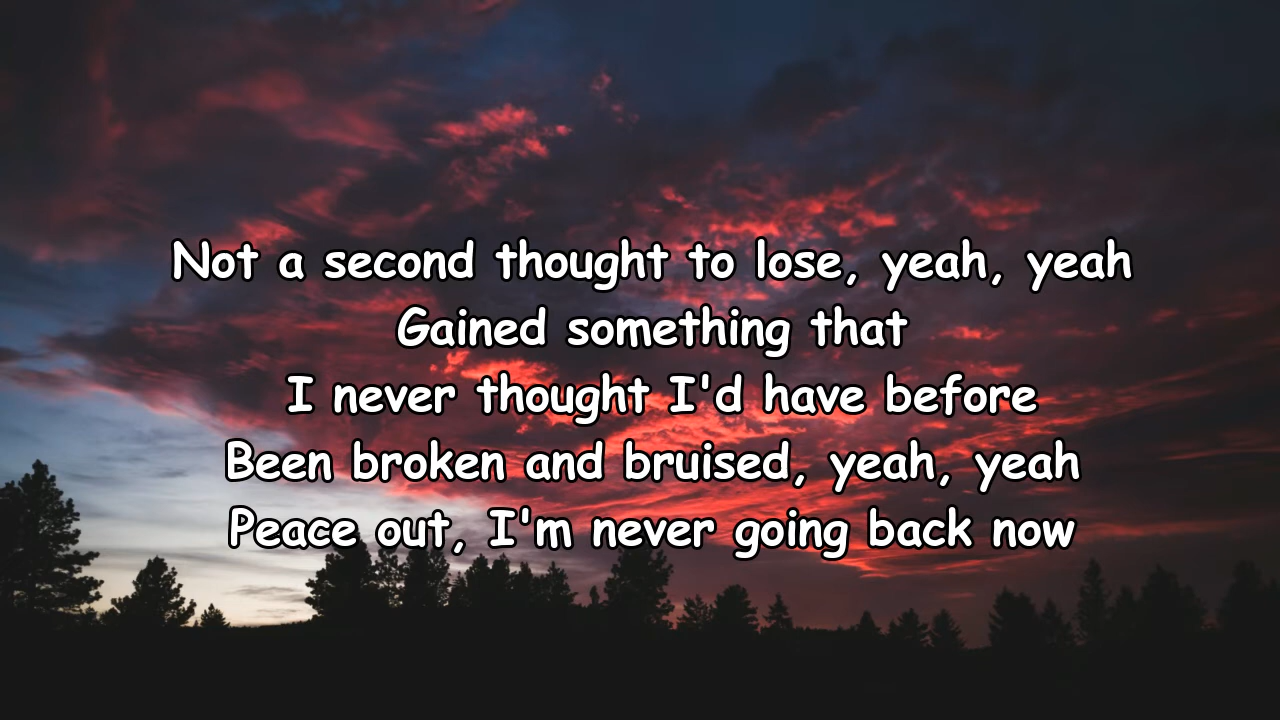 Not a second thought to lose, yeah, yeah
Gained something that
I never thought I'd have before
Been broken and bruised, yeah, yeah
Peace out, I'm never going back now